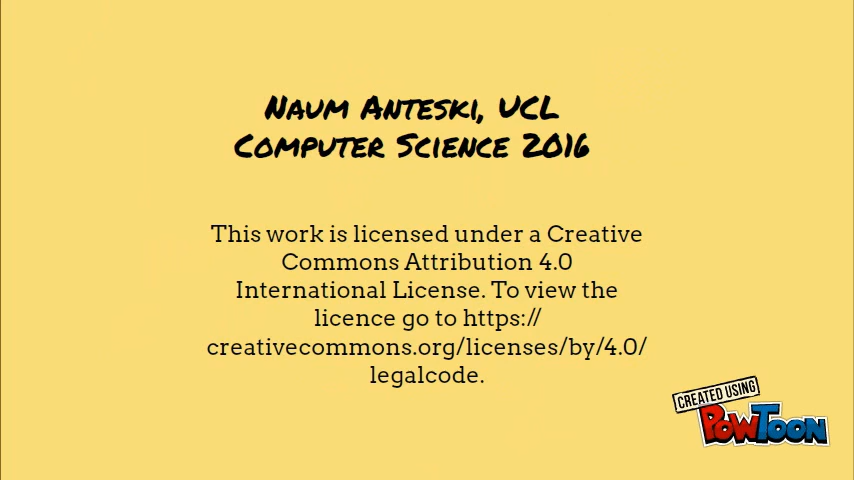 Naum Anteski, UCL
Computer Science 2016
This work is licensed under a Creative
Commons Attribution 4.0
International License. To view the
licence go to https://
creativecommons.org/licenses/by/4.0/
legalcode.
CREATED USING
POWTOON